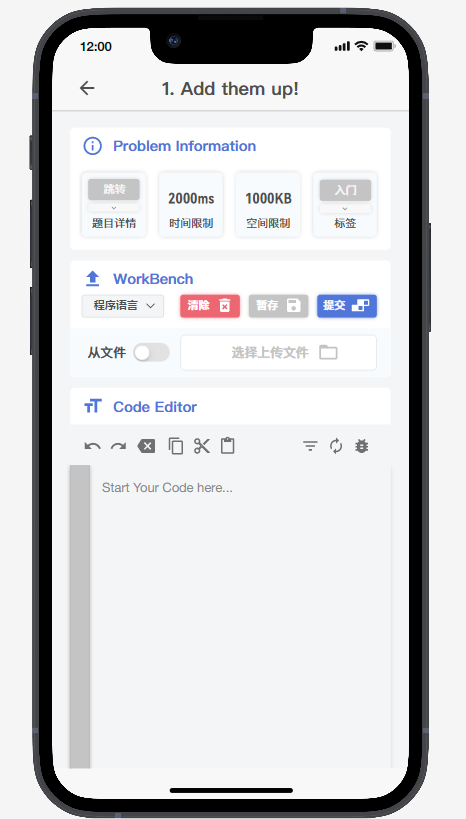 12:00
1. Add them up!
Problem Information
跳转 2000ms 1000KB 入门
题目详情 时间限制 空间限制 标签
WorkBench
程序语言 清除 暂存 提交
从文件 选择上传文件
Code Editor
Start Your Code here...